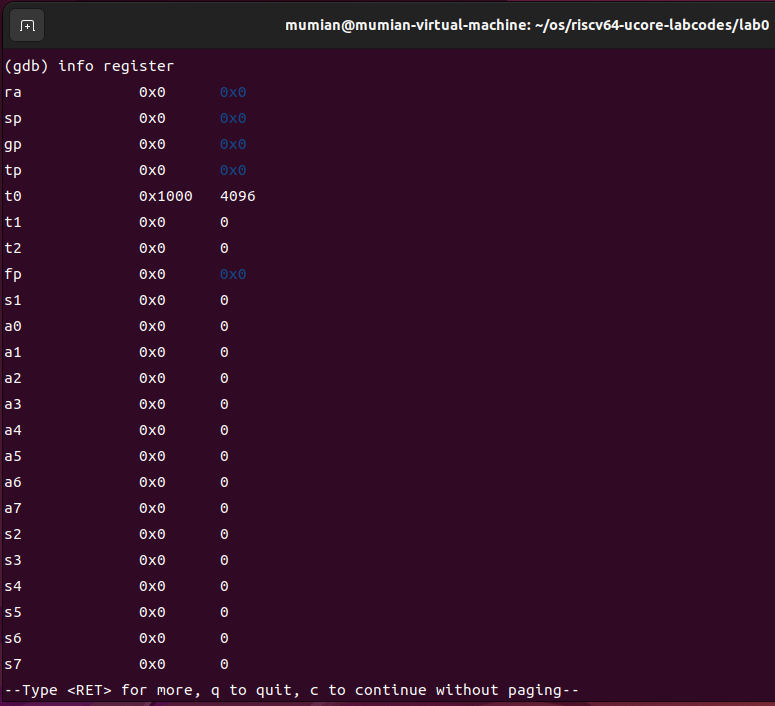 mumian@mumian-virtual-machine: ~/os/riscv64-ucore-labcodes/lab0
(gdb) info register
ra 0x0 0x0
sp 0x0 0x0
gp 0x0 0x0
tp 0x0 0x0
t0 0x1000 4096
t1 0x0 0
t2 0x0 0
fp 0x0 0x0
s1 0x0 0
a0 0x0 0
a1 0x0 0
a2 0x0 0
a3 0x0 0
a4 0x0 0
a5 0x0 0
a6 0x0 0
a7 0x0 0
s2 0x0 0
s3 0x0 0
s4 0x0 0
s5 0x0 0
s6 0x0 0
s7 0x0 0
--Type <RET> for more, q to quit, c to continue without paging--